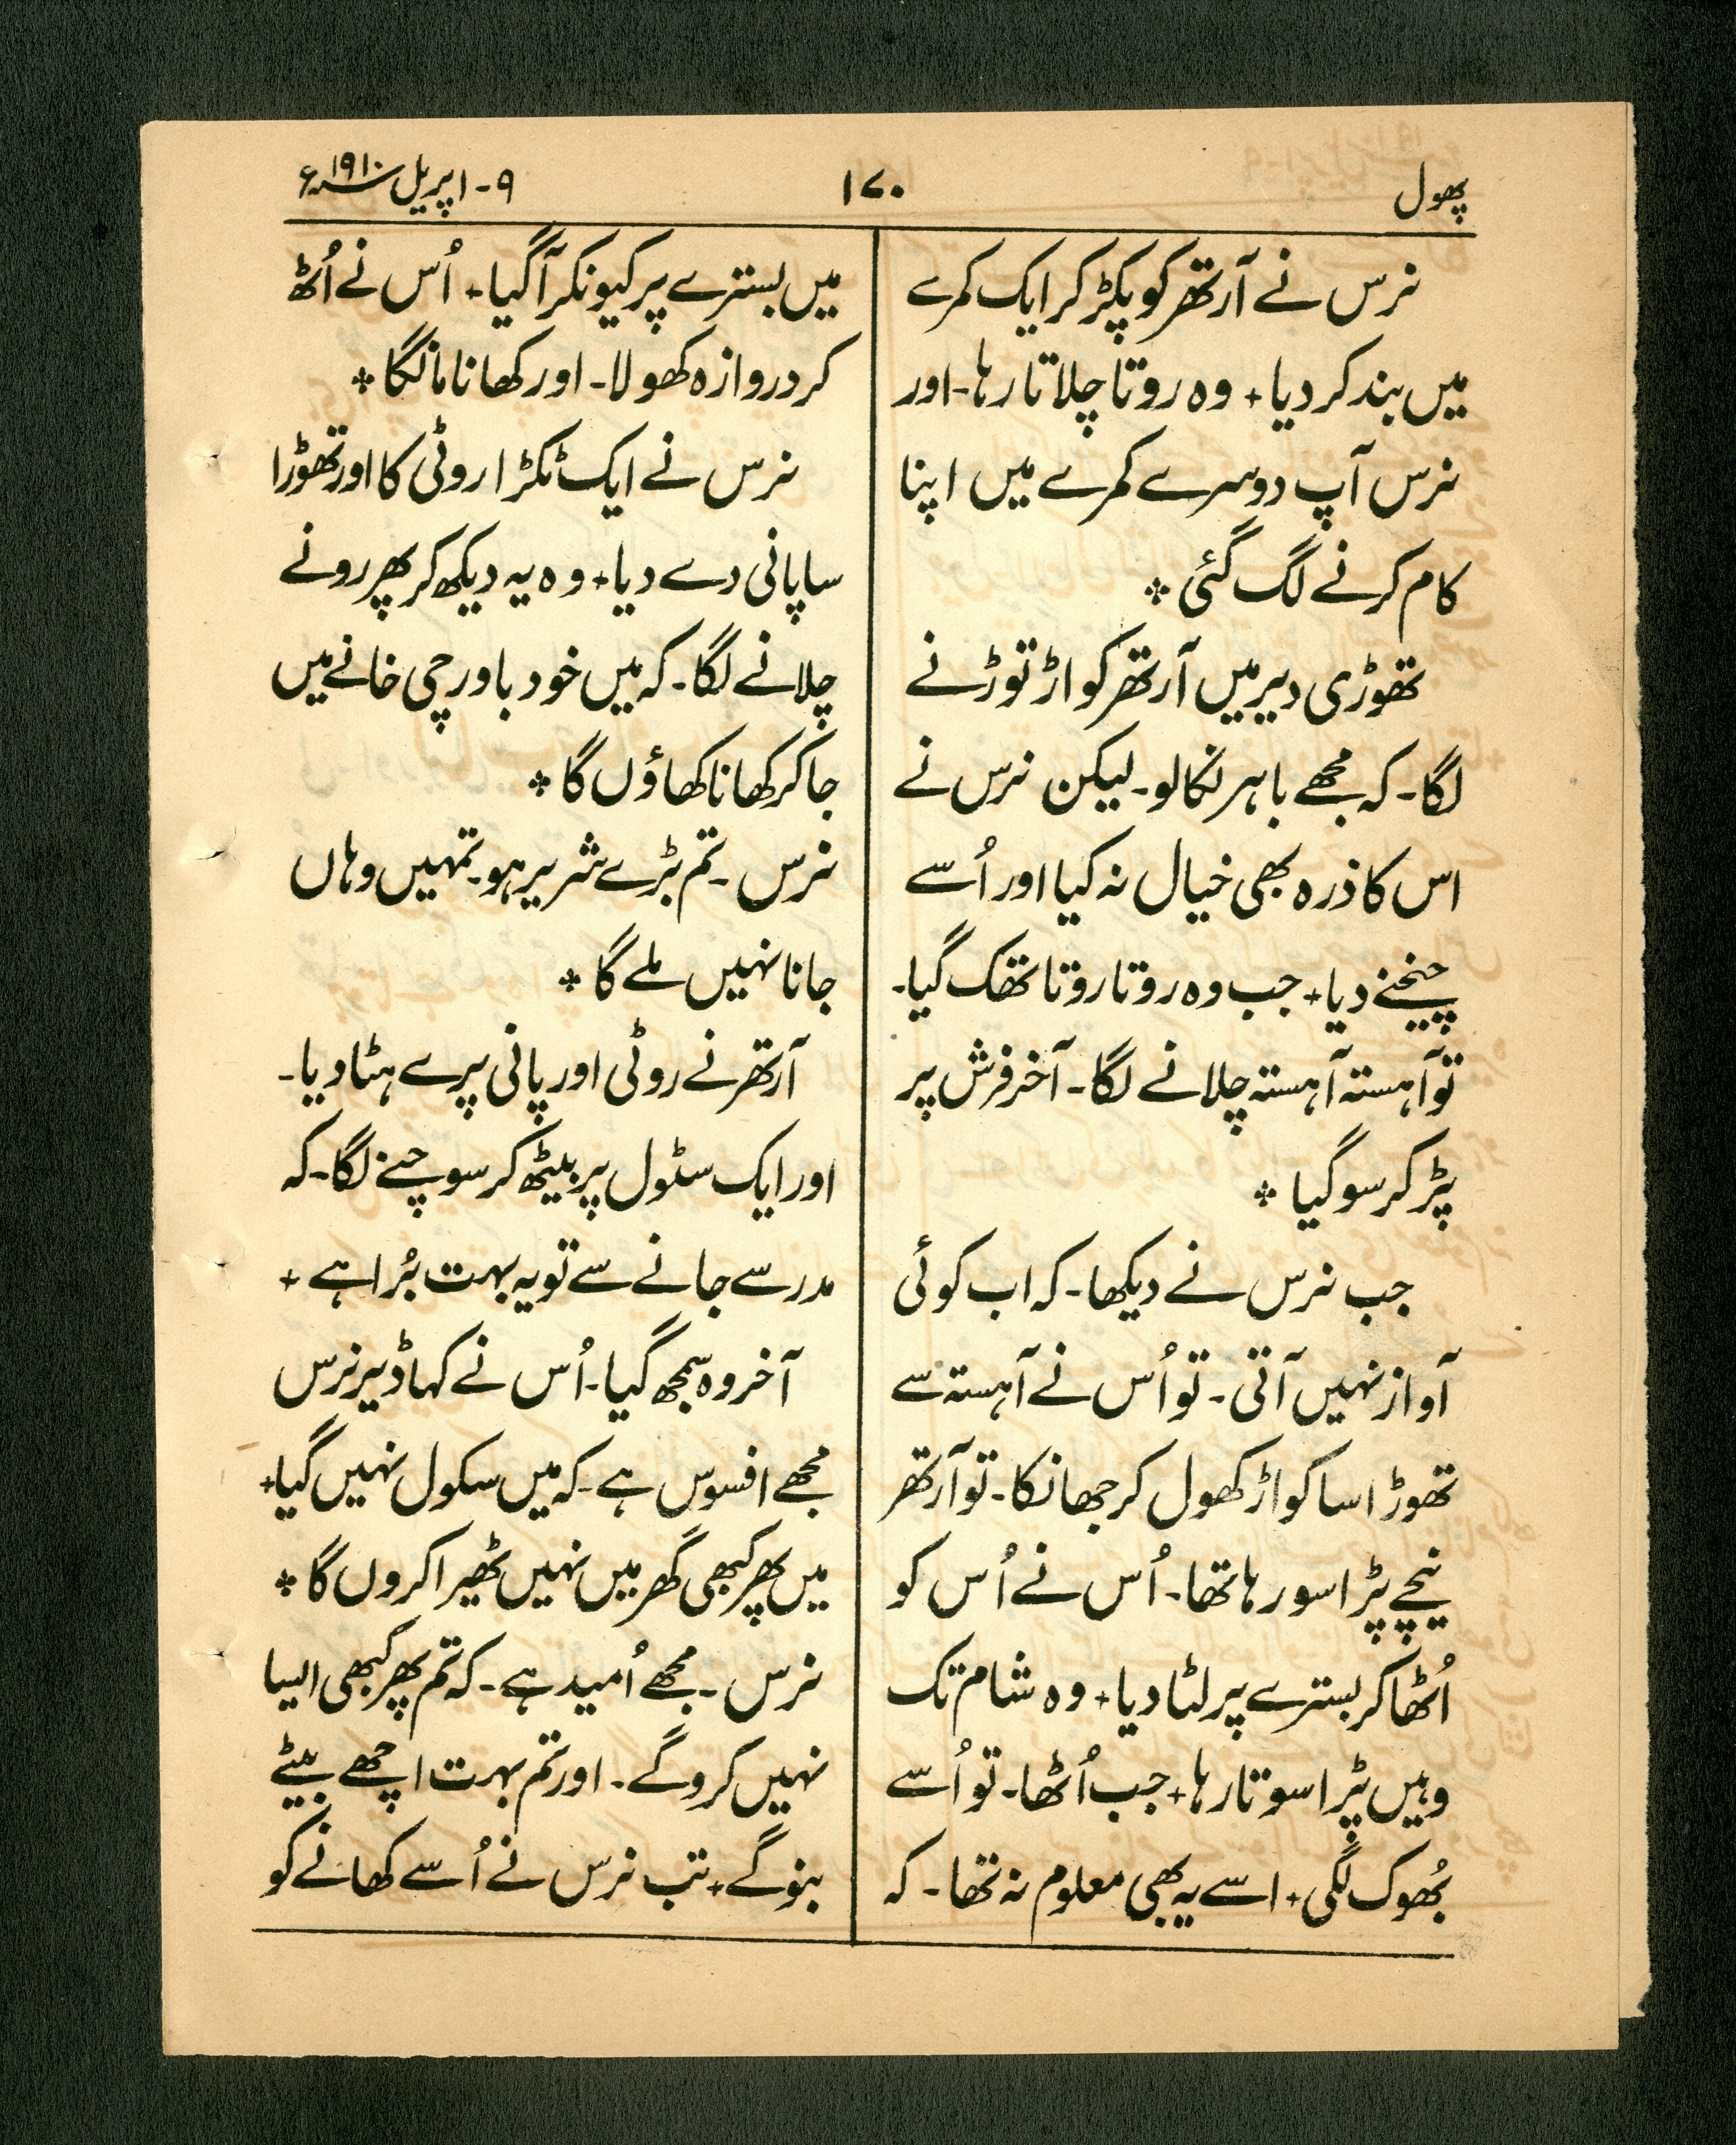 پھول
۱۷۰
۹-اپریل سنہ ۱۹۱۰ء
نرس نے آرتھر کو پکڑ کر ایک کمرے
میں بند کر دیا+ وہ روتا چلاتا رہا-اور
نرس آپ دوسرے کمرے میں اپنا
کام کرنے لگ گئی ٭
تھوڑی دیر میں آرتھر کواڑ توڑنے
لگا-کہ مجھے باہر نکالو-لیکن نرس نے
اس کا ذرہ بھی خیال نہ کیا اور اُسے
چیخنے دیا+ جب وہ روتا روتا تھک گیا-
تو آہستہ آہستہ چلانے لگا-آخر فرش پر
پڑ کر سو گیا ٭
جب نرس نے دیکھا-کہ اب کوئی
آواز نہیں آتی-تو اُس نے آہستہ سے
تھوڑا سا کواڑ کھول کر جھانکا-تو آرتھر
نیچے پڑا سو رہا تھا-اُس نے اُس کو
اُٹھا کر بسترے پر لٹا دیا+ وہ شام تک
وہیں پڑا سوتا رہا+ جب اُٹھا-تو اُسے
بُھوک لگی+ اسے یہ بھی معلوم نہ تھا-کہ
میں بسترے پر کیونکر آ گیا+ اُس نے اُٹھ
کر دروازہ کھولا-اور کھانا مانگا ٭
نرس نے ایک ٹکڑا روٹی کا اور تھوڑا
سا پانی دے دیا+ وہ یہ دیکھ کر پھر رونے
چلانے لگا-کہ میں خود باورچی خانے میں
جا کر کھانا کھاؤں گا ٭
نرس-تم بڑے شریر ہو-تمہیں وہاں
جانا نہیں ملے گا ٭
آرتھر نے روٹی اور پانی پرے ہٹا دیا-
اور ایک سٹول پر بیٹھ کر سوچنے لگا-کہ
مدرسے جانے سے تو یہ بہت بُرا ہے +
آخر وہ سمجھ گیا-اُس نے کہا ڈیر نرس
مجھے افسوس ہے-کہ میں سکول نہیں گیا+
میں پھر کبھی گھر میں نہیں ٹھیرا کروں گا ٭
نرس-مجھے اُمید ہے-کہ تم پھر کبھی ایسا
نہیں کرو گے-اور تم بہت اچھے بیٹے
بنو گے+ تب نرس نے اُسے کھانے کو